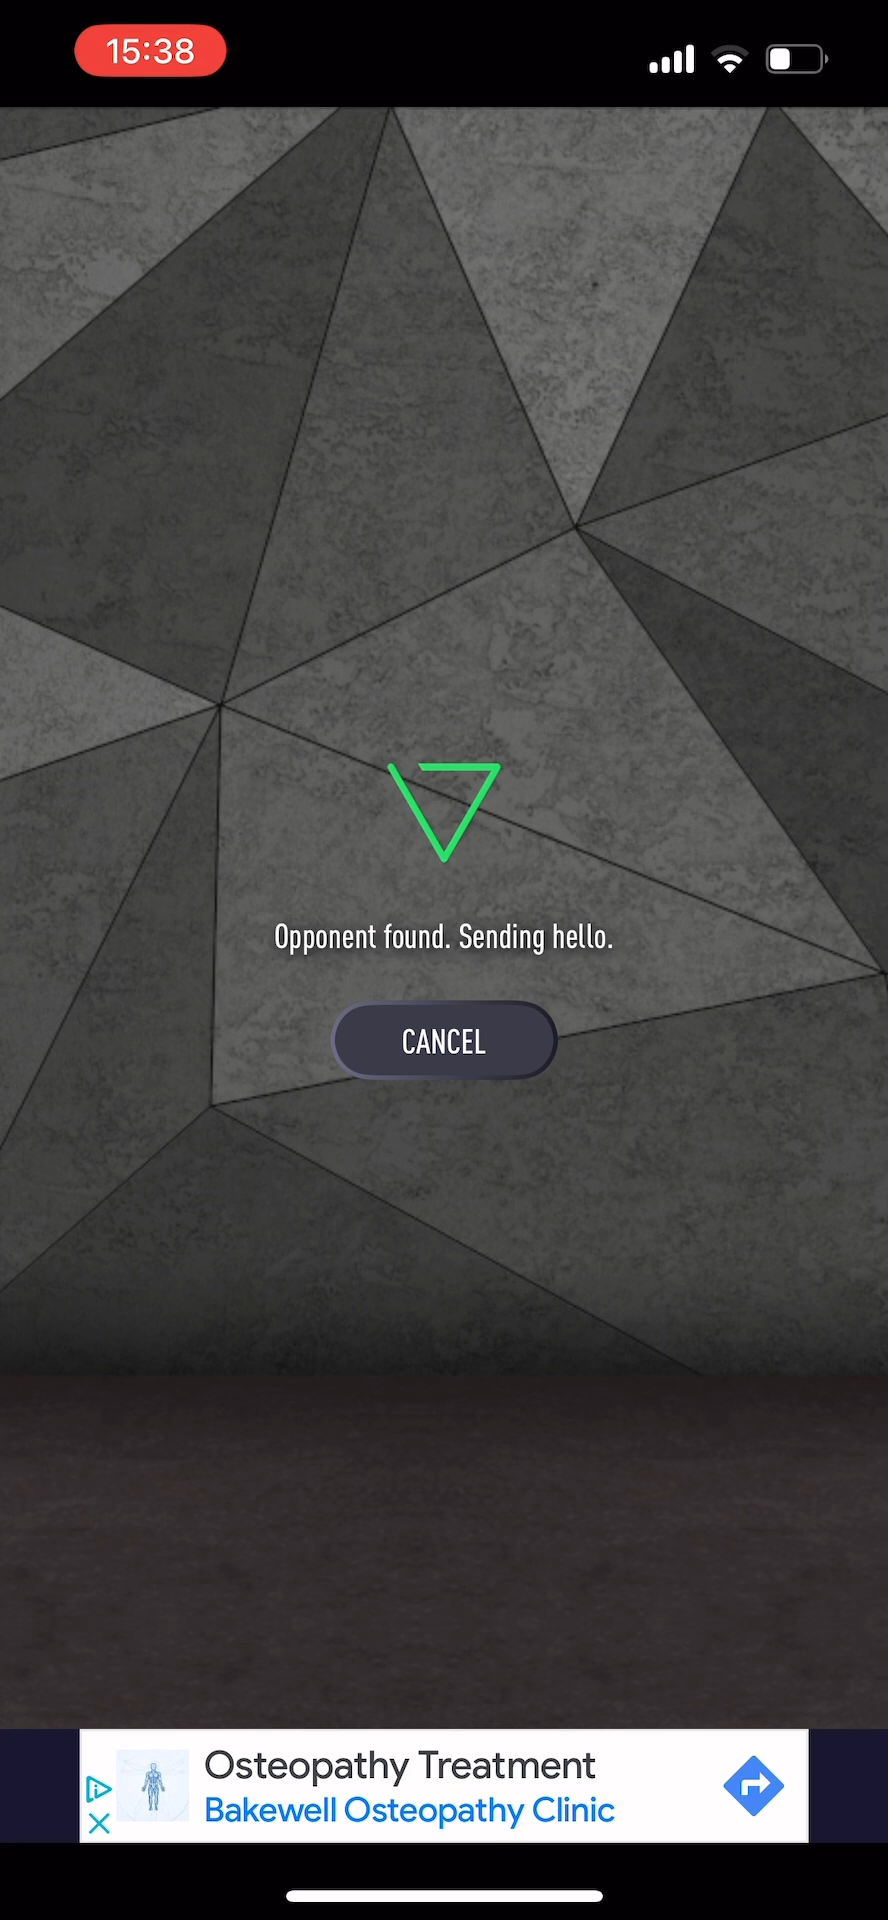 15:38
Opponent found. Sending hello.
CANCEL
Osteopathy Treatment
Bakewell Osteopathy Clinic